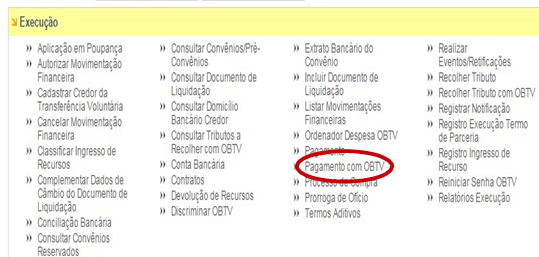 Execução
» Aplicação em Poupança
» Autorizar Movimentação
Financeira
» Cadastrar Credor da
Transferência Voluntária
» Cancelar Movimentação
Financeira
» Classificar Ingresso de
Recursos
» Complementar Dados de
Câmbio do Documento de
Liquidação
» Conciliação Bancária
» Consultar Convênios
Reservados
» Consultar Convênios/Pré-
Convênios
» Consultar Documento de
Liquidação
» Consultar Domicílio
Bancário Credor
» Consultar Tributos a
Recolher com OBTV
» Conta Bancária
» Contratos
» Devolução de Recursos
» Discriminar OBTV
» Extrato Bancário do
Convênio
» Incluir Documento de
Liquidação
» Listar Movimentações
Financeiras
» Ordenador Despesa OBTV
» Pagamento
» Pagamento com OBTV
» Processo de Compra
» Prorroga de Ofício
» Termos Aditivos
» Realizar
Eventos/Retificações
» Recolher Tributo
» Recolher Tributo com OBTV
» Registrar Notificação
» Registro Execução Termo
de Parceria
» Registro Ingresso de
Recurso
» Reiniciar Senha OBTV
» Relatórios Execução